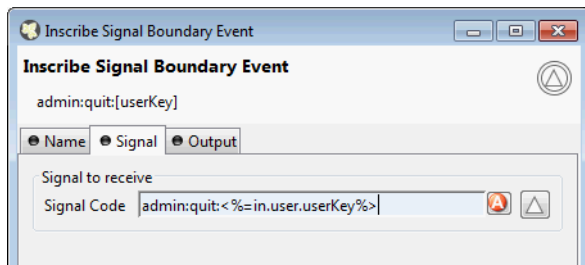 Inscribe Signal Boundary Event
Inscribe Signal Boundary Event
admin:quit:[userKey]
Name Signal Output
Signal to receive
Signal Code admin:quit:<%=in.user.userKey%> A